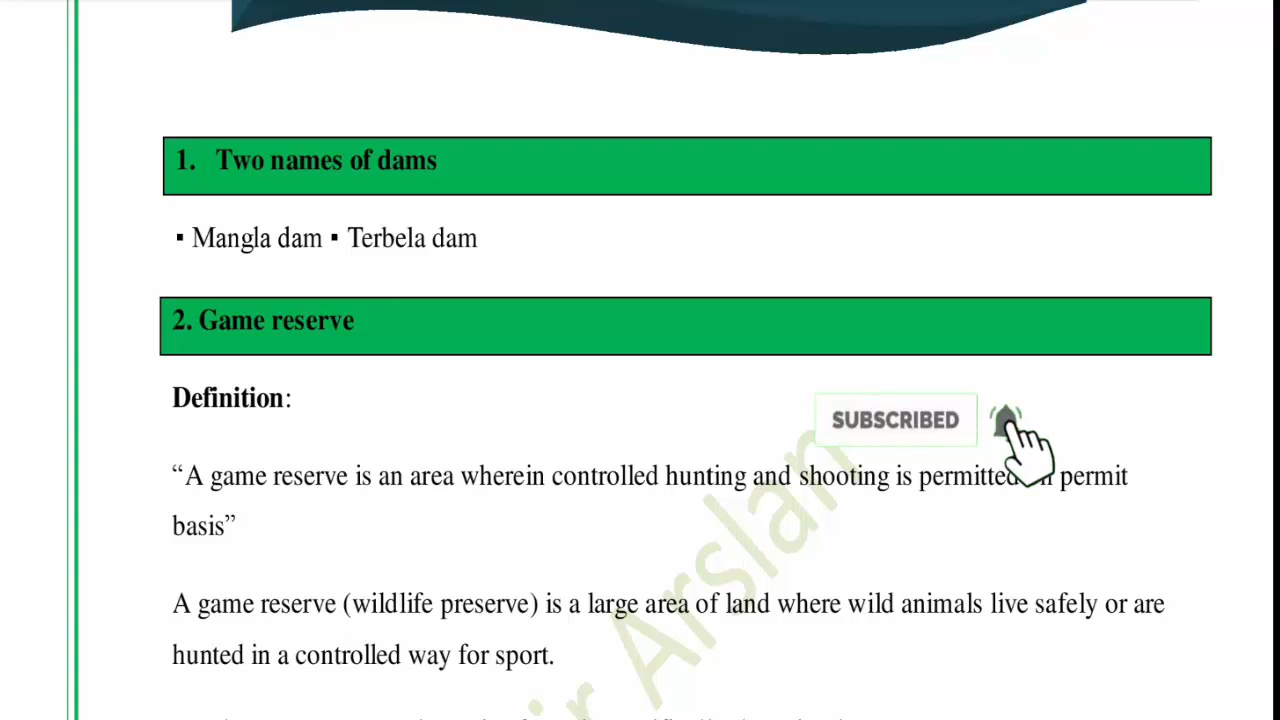 1. Two names of dams
▪ Mangla dam ▪ Terbela dam
2. Game reserve
Definition:
SUBSCRIBED
“A game reserve is an area wherein controlled hunting and shooting is permitted permit
basis”
A game reserve (wildlife preserve) is a large area of land where wild animals live safely or are
hunted in a controlled way for sport.
Arslan